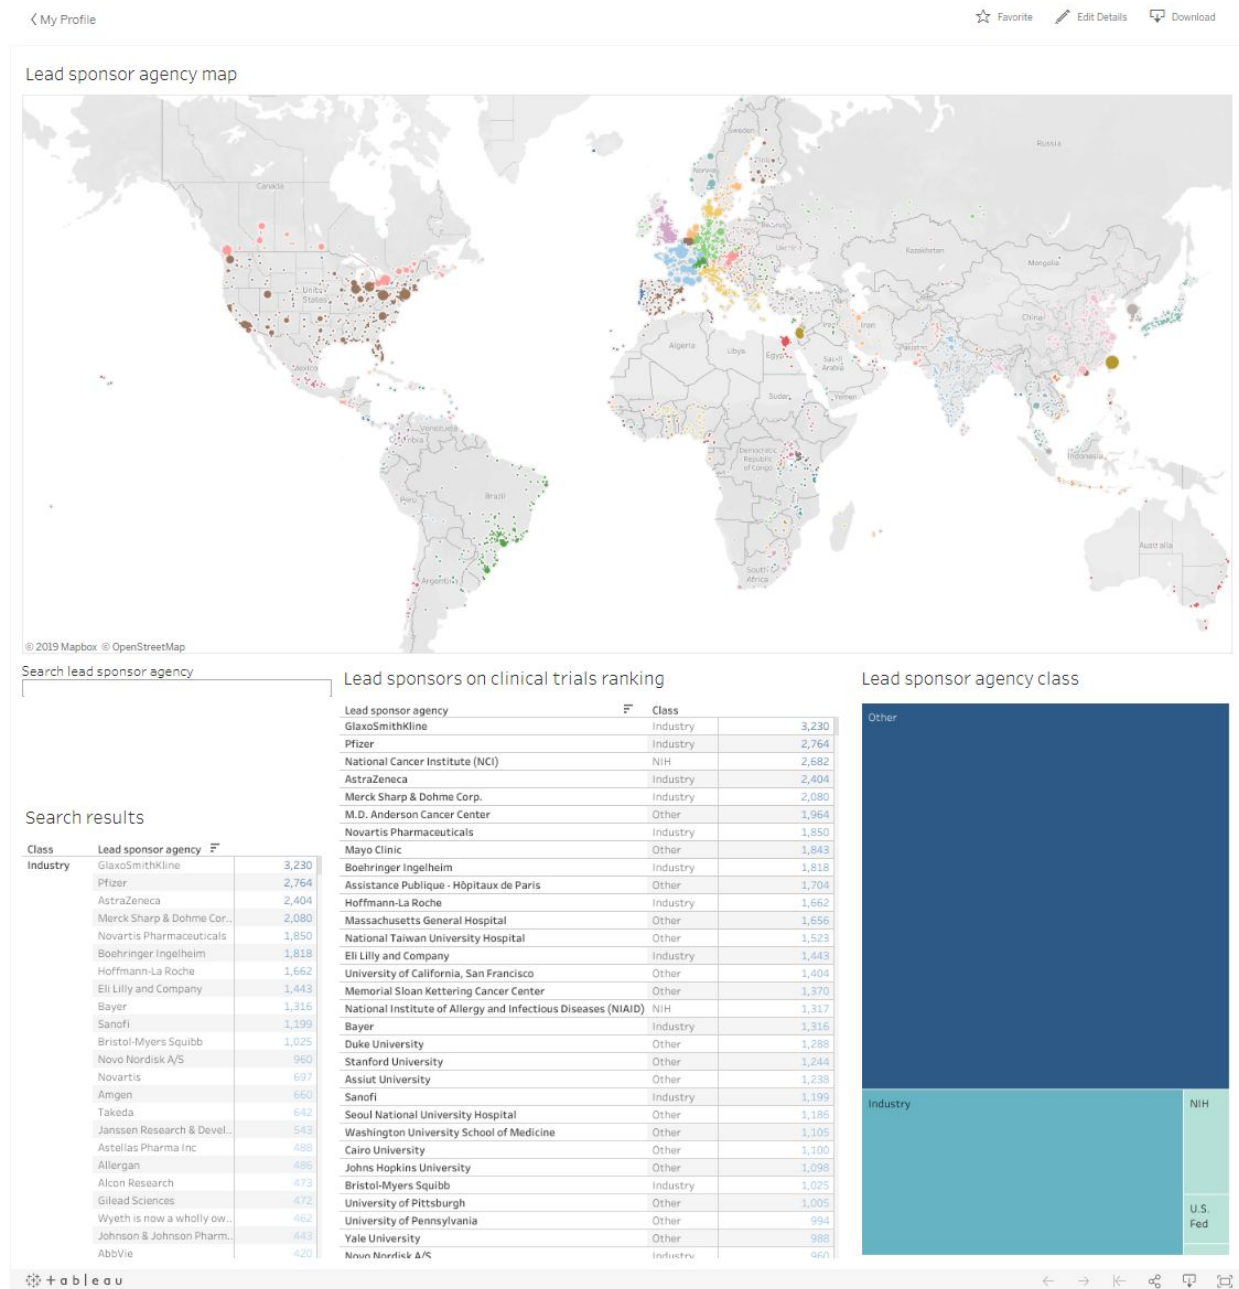 My Profile
Favorite
Edit Details
Download
Lead sponsor agency map
Sweden
Norway
Russia
Canada
United States
Mexico
Venezuela
Peru
Brazil
Argentina
Algeria
Libya
Egypt
Saudi Arabia
Yemen
Sudan
Democratic Republic of Congo
South Africa
Iraq
Iran
Kazakhstan
Mongolia
China
Pakistan
Indonesia
Australia
© 2019 Mapbox © OpenStreetMap
Search lead sponsor agency
Search results
Class Lead sponsor agency
Industry GlaxoSmithKline 3,230
Pfizer 2,764
AstraZeneca 2,404
Merck Sharp & Dohme Cor.. 2,080
Novartis Pharmaceuticals 1,850
Boehringer Ingelheim 1,818
Hoffmann-La Roche 1,662
Eli Lilly and Company 1,443
Bayer 1,316
Sanofi 1,199
Bristol-Myers Squibb 1,025
Novo Nordisk A/S 960
Novartis 697
Amgen 660
Takeda 642
Janssen Research & Devel.. 543
Astellas Pharma Inc 488
Allergan 486
Alcon Research 473
Gilead Sciences 472
Wyeth is now a wholly ow.. 462
Johnson & Johnson Pharm.. 443
AbbVie 420
Lead sponsors on clinical trials ranking
Lead sponsor agency Class
GlaxoSmithKline Industry 3,230
Pfizer Industry 2,764
National Cancer Institute (NCI) NIH 2,682
AstraZeneca Industry 2,404
Merck Sharp & Dohme Corp. Industry 2,080
M.D. Anderson Cancer Center Other 1,964
Novartis Pharmaceuticals Industry 1,850
Mayo Clinic Other 1,843
Boehringer Ingelheim Industry 1,818
Assistance Publique - Hôpitaux de Paris Other 1,704
Hoffmann-La Roche Industry 1,662
Massachusetts General Hospital Other 1,656
National Taiwan University Hospital Other 1,523
Eli Lilly and Company Industry 1,443
University of California, San Francisco Other 1,404
Memorial Sloan Kettering Cancer Center Other 1,370
National Institute of Allergy and Infectious Diseases (NIAID) NIH 1,317
Bayer Industry 1,316
Duke University Other 1,288
Stanford University Other 1,244
Assiut University Other 1,238
Sanofi Industry 1,199
Seoul National University Hospital Other 1,186
Washington University School of Medicine Other 1,105
Cairo University Other 1,100
Johns Hopkins University Other 1,098
Bristol-Myers Squibb Industry 1,025
University of Pittsburgh Other 1,005
University of Pennsylvania Other 994
Yale University Other 988
Novo Nordisk A/S Industry 960
Lead sponsor agency class
Other
Industry
NIH
U.S. Fed
+ableau